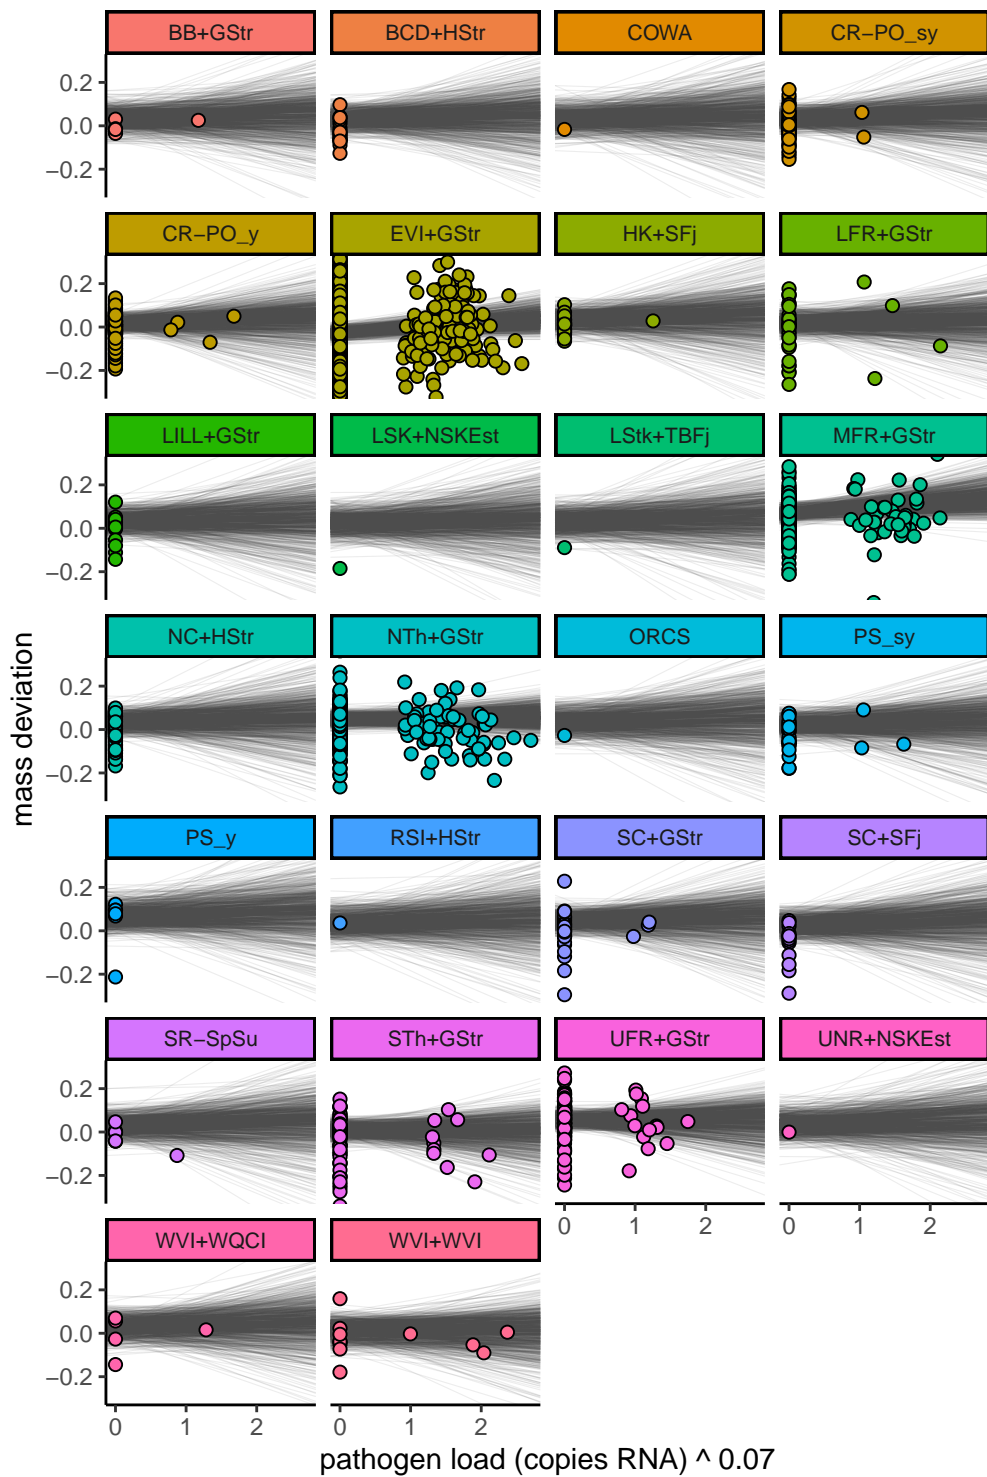 BB+GStr BCD+HStr COWA CR−PO_sy
0.2
0.0
−0.2
CR−PO_y EVI+GStr HK+SFj LFR+GStr
0.2
0.0
−0.2
LILL+GStr LSK+NSKEst LStk+TBFj MFR+GStr
0.2
0.0
−0.2
NC+HStr NTh+GStr ORCS PS_sy
0.2
0.0
−0.2
mass deviation
PS_y RSI+HStr SC+GStr SC+SFj
0.2
0.0
−0.2
SR−SpSu STh+GStr UFR+GStr UNR+NSKEst
0.2
0.0
−0.2
0 1 2 0 1 2
WVI+WQCI WVI+WVI
0.2
0.0
−0.2
0 1 2 0 1 2
pathogen load (copies RNA) ^ 0.07